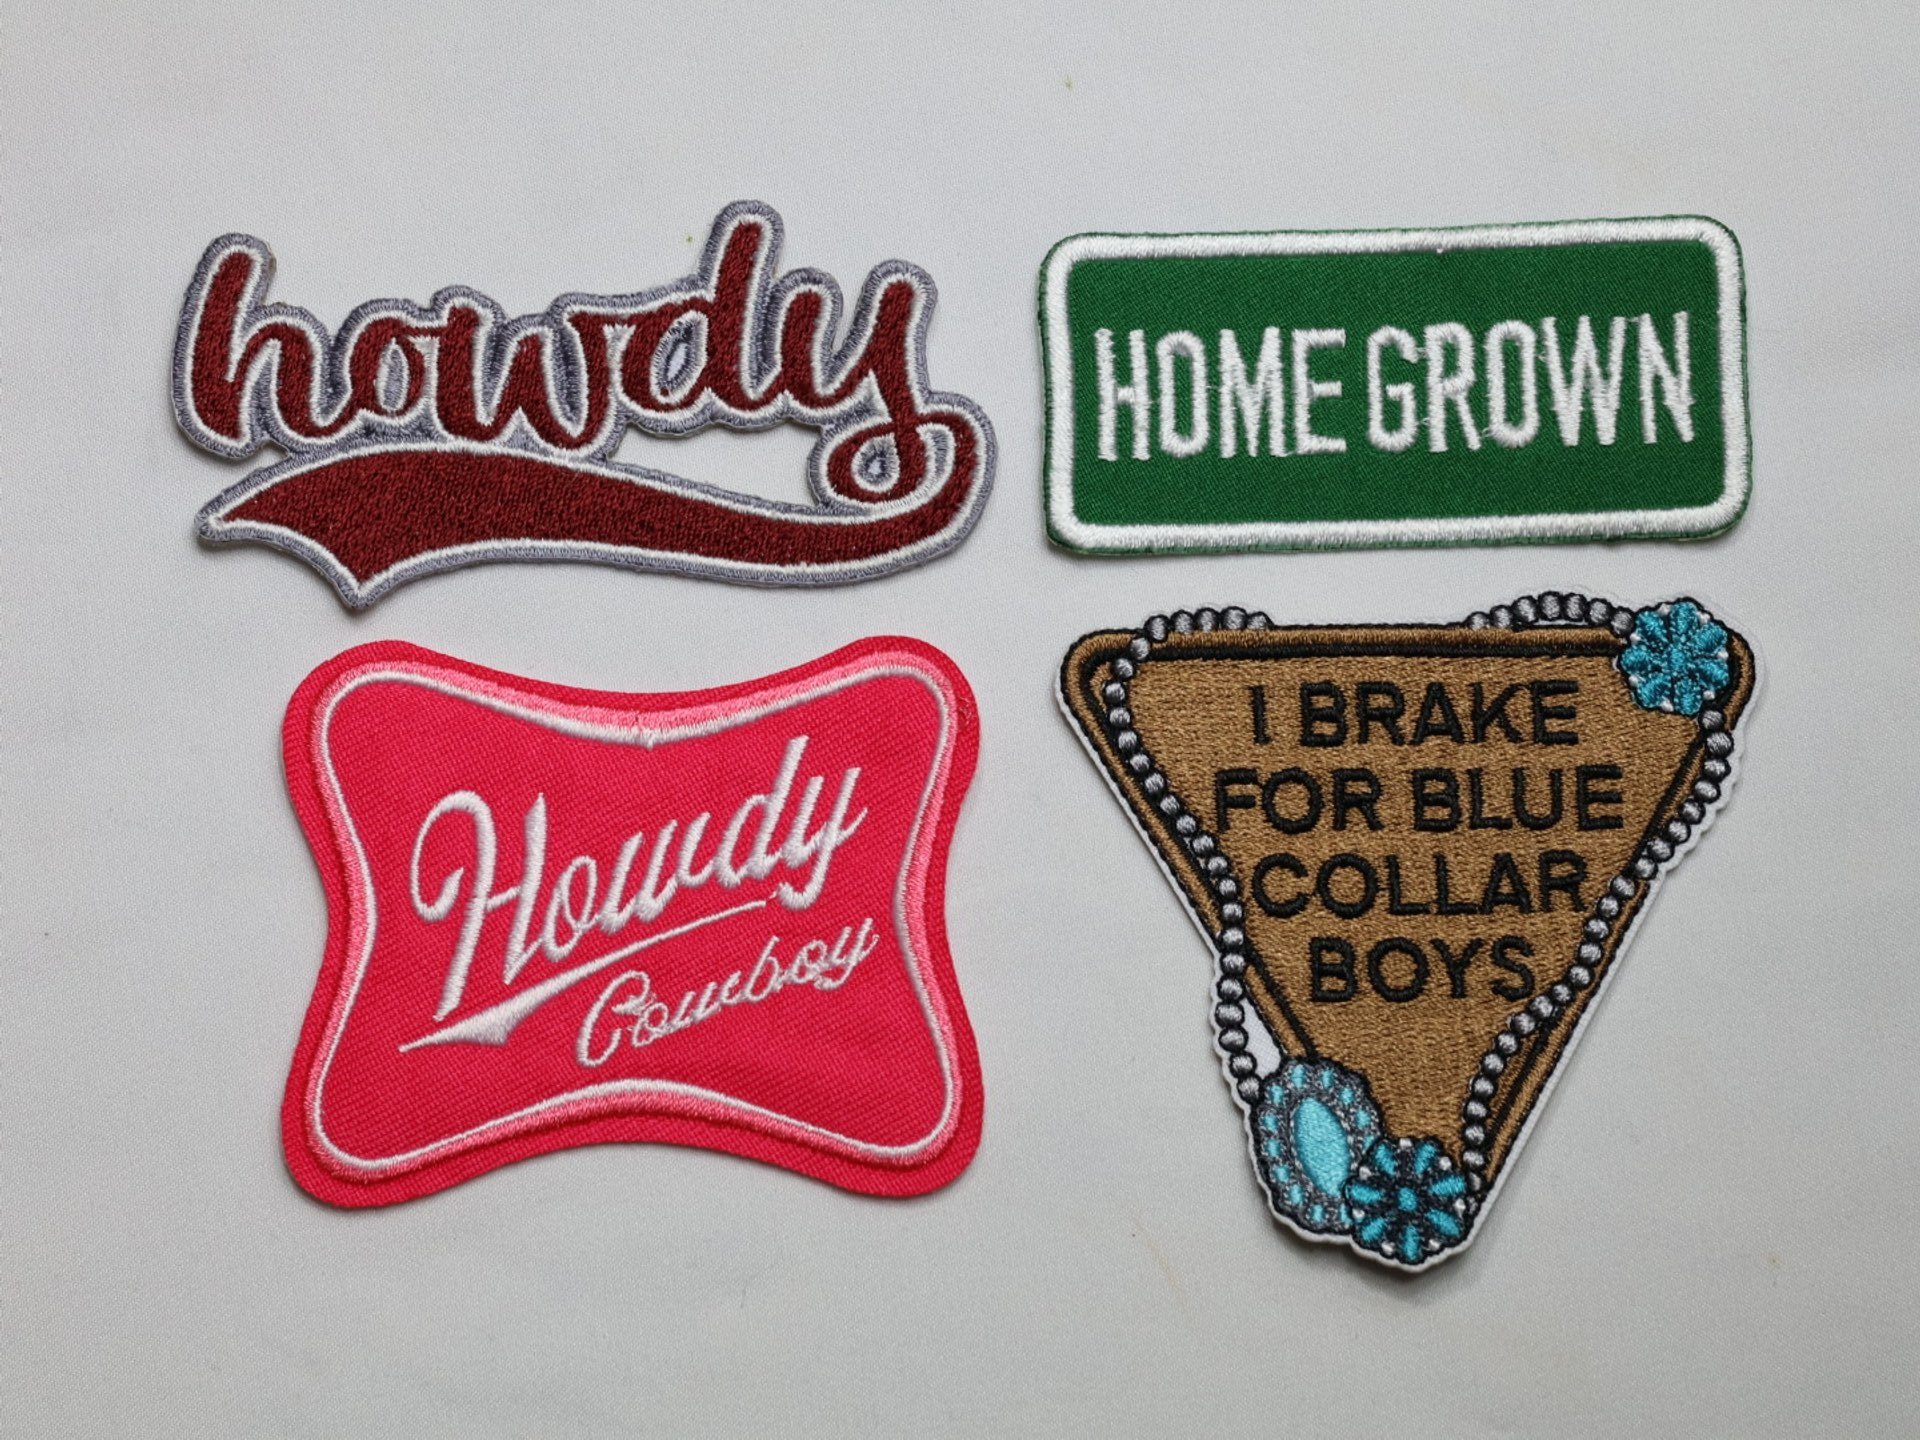 howdy
HOME GROWN
Howdy
Cowboy
I BRAKE
FOR BLUE
COLLAR
BOYS